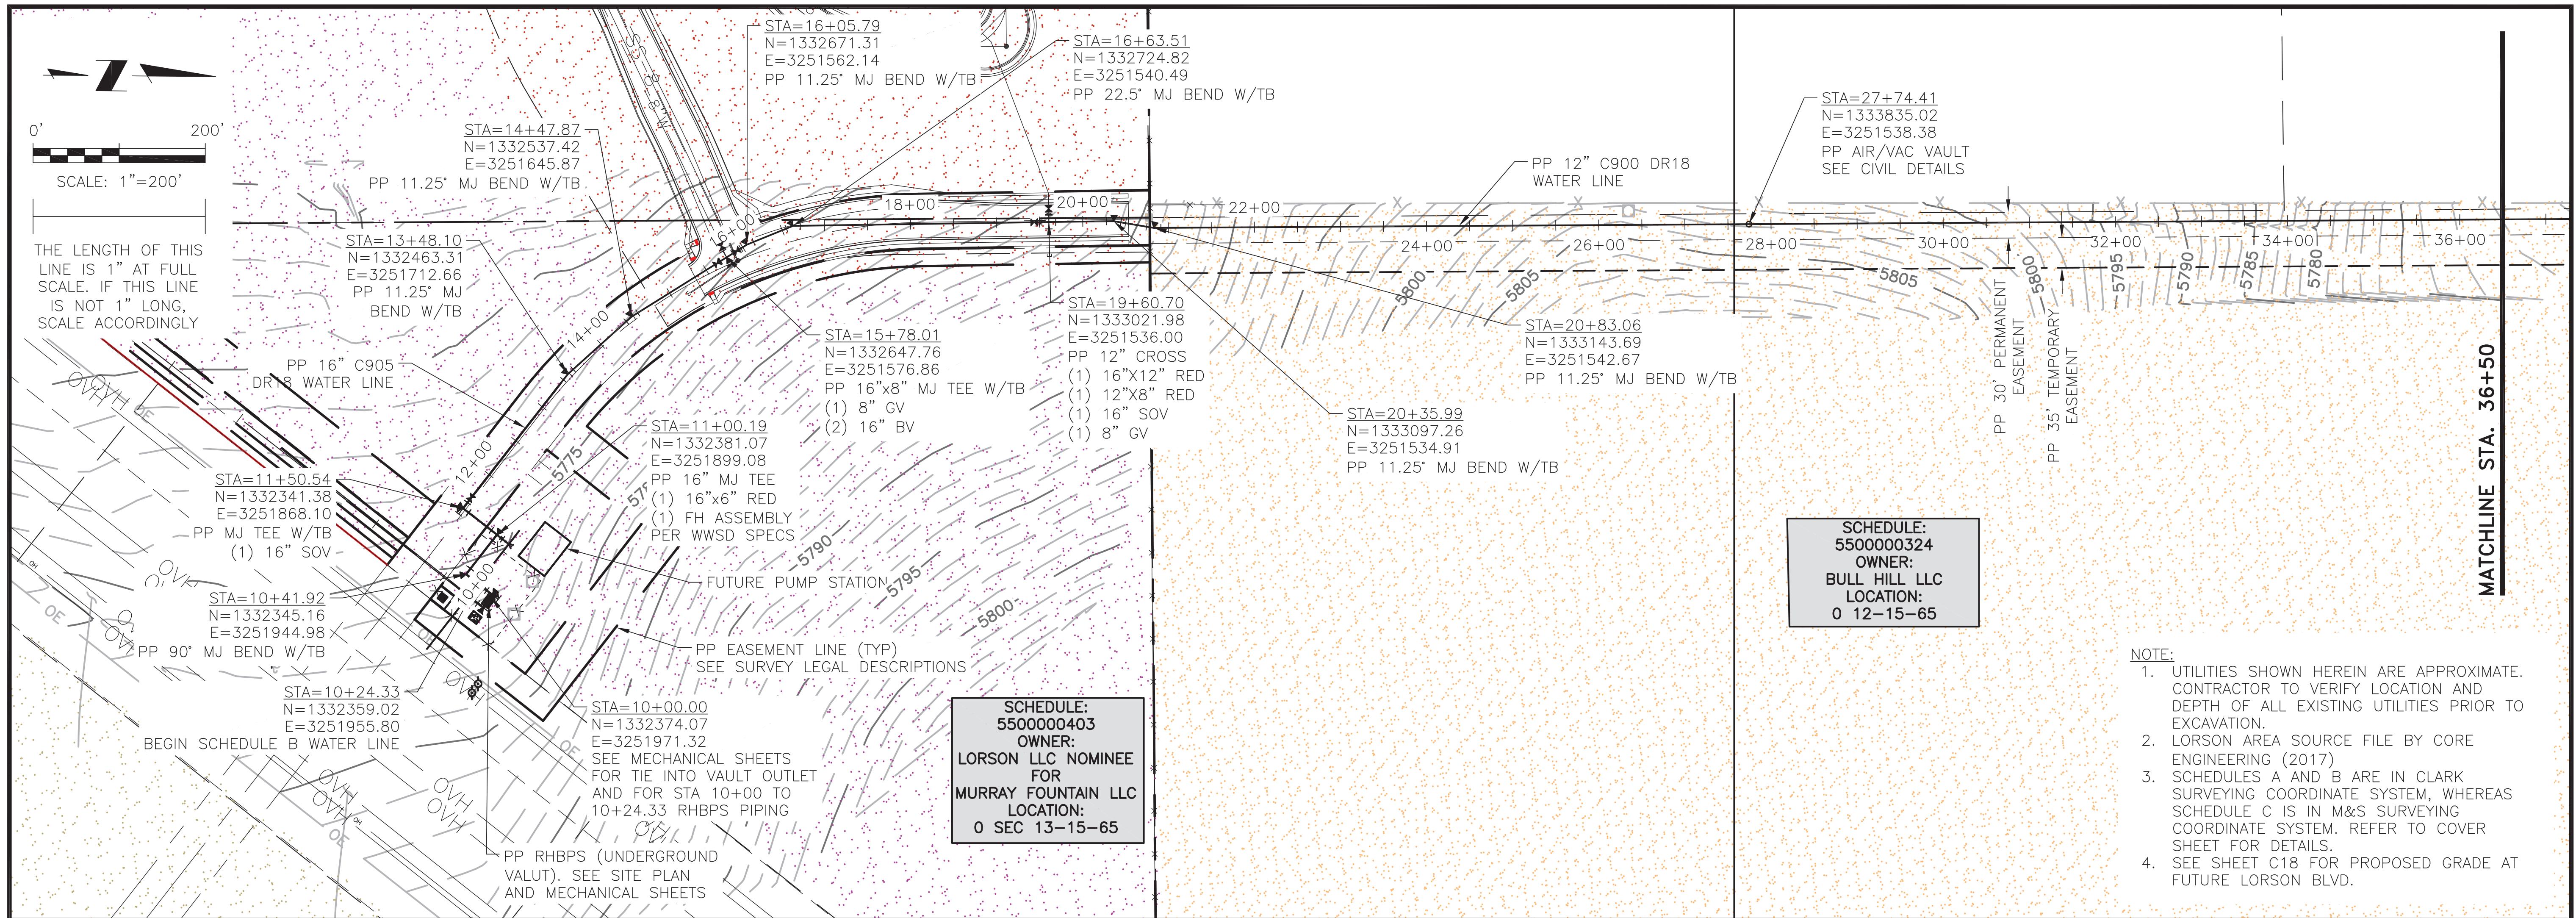 0' 200'
SCALE: 1"=200'
THE LENGTH OF THIS
LINE IS 1" AT FULL
SCALE. IF THIS LINE
IS NOT 1" LONG,
SCALE ACCORDINGLY
STA=16+05.79
N=1332671.31
E=3251562.14
PP 11.25° MJ BEND W/TB
STA=16+63.51
N=1332724.82
E=3251540.49
PP 22.5° MJ BEND W/TB
STA=14+47.87
N=1332537.42
E=3251645.87
PP 11.25° MJ BEND W/TB
STA=13+48.10
N=1332463.31
E=3251712.66
PP 11.25° MJ
BEND W/TB
PP 16" C905
DR18 WATER LINE
STA=11+50.54
N=1332341.38
E=3251868.10
PP MJ TEE W/TB
(1) 16" SOV
STA=10+41.92
N=1332345.16
E=3251944.98
PP 90° MJ BEND W/TB
STA=10+24.33
N=1332359.02
E=3251955.80
BEGIN SCHEDULE B WATER LINE
STA=11+00.19
N=1332381.07
E=3251899.08
PP 16" MJ TEE
(1) 16"x6" RED
(1) FH ASSEMBLY
PER WWSD SPECS
STA=15+78.01
N=1332647.76
E=3251576.86
PP 16"x8" MJ TEE W/TB
(1) 8" GV
(2) 16" BV
FUTURE PUMP STATION
PP EASEMENT LINE (TYP)
SEE SURVEY LEGAL DESCRIPTIONS
STA=10+00.00
N=1332374.07
E=3251971.32
SEE MECHANICAL SHEETS
FOR TIE INTO VAULT OUTLET
AND FOR STA 10+00 TO
10+24.33 RHBPS PIPING
PP RHBPS (UNDERGROUND
VALUT). SEE SITE PLAN
AND MECHANICAL SHEETS
STA=19+60.70
N=1333021.98
E=3251536.00
PP 12" CROSS
(1) 16"X12" RED
(1) 12"X8" RED
(1) 16" SOV
(1) 8" GV
STA=20+35.99
N=1333097.26
E=3251534.91
PP 11.25° MJ BEND W/TB
STA=20+83.06
N=1333143.69
E=3251542.67
PP 11.25° MJ BEND W/TB
PP 12" C900 DR18
WATER LINE
STA=27+74.41
N=1333835.02
E=3251538.38
PP AIR/VAC VAULT
SEE CIVIL DETAILS
10+00
12+00
14+00
6+00
18+00
20+00
22+00
24+00
26+00
28+00
30+00
32+00
34+00
36+00
5775
5790
5795
5800
5800
5805
5805
5800
5795
5790
5785
5780
PP 30' PERMANENT
EASEMENT
PP 35' TEMPORARY
EASEMENT
MATCHLINE STA. 36+50
SCHEDULE:
5500000403
OWNER:
LORSON LLC NOMINEE
FOR
MURRAY FOUNTAIN LLC
LOCATION:
0 SEC 13-15-65
SCHEDULE:
5500000324
OWNER:
BULL HILL LLC
LOCATION:
0 12-15-65
NOTE:
1. UTILITIES SHOWN HEREIN ARE APPROXIMATE.
CONTRACTOR TO VERIFY LOCATION AND
DEPTH OF ALL EXISTING UTILITIES PRIOR TO
EXCAVATION.
2. LORSON AREA SOURCE FILE BY CORE
ENGINEERING (2017)
3. SCHEDULES A AND B ARE IN CLARK
SURVEYING COORDINATE SYSTEM, WHEREAS
SCHEDULE C IS IN M&S SURVEYING
COORDINATE SYSTEM. REFER TO COVER
SHEET FOR DETAILS.
4. SEE SHEET C18 FOR PROPOSED GRADE AT
FUTURE LORSON BLVD.
OE
OE
OE
OE
OVH
OVH
OVH
OVH